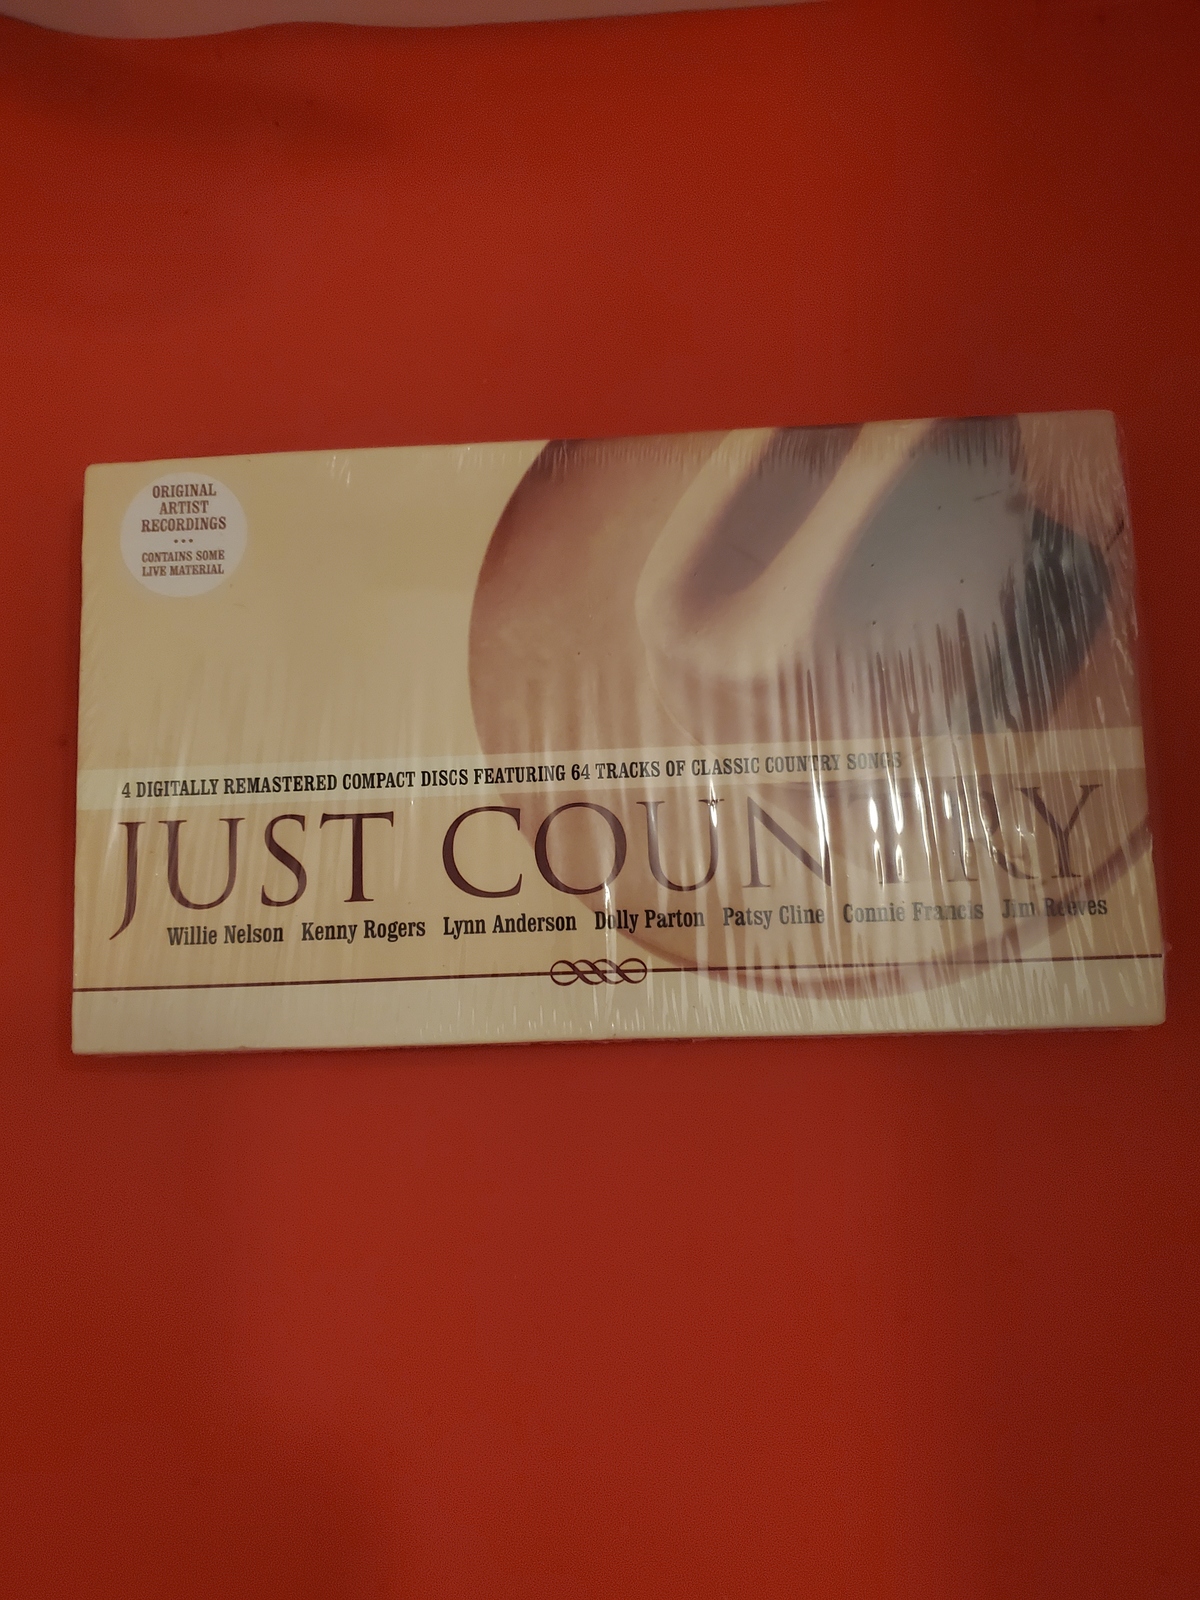 ORIGINAL
ARTIST
RECORDINGS
•••
CONTAINS SOME
LIVE MATERIAL
4 DIGITALLY REMASTERED COMPACT DISCS FEATURING 64 TRACKS OF CLASSIC COUNTRY SONGS
JUST COUNTRY
Willie Nelson Kenny Rogers Lynn Anderson Dolly Parton Patsy Cline Connie Francis Jim Reeves